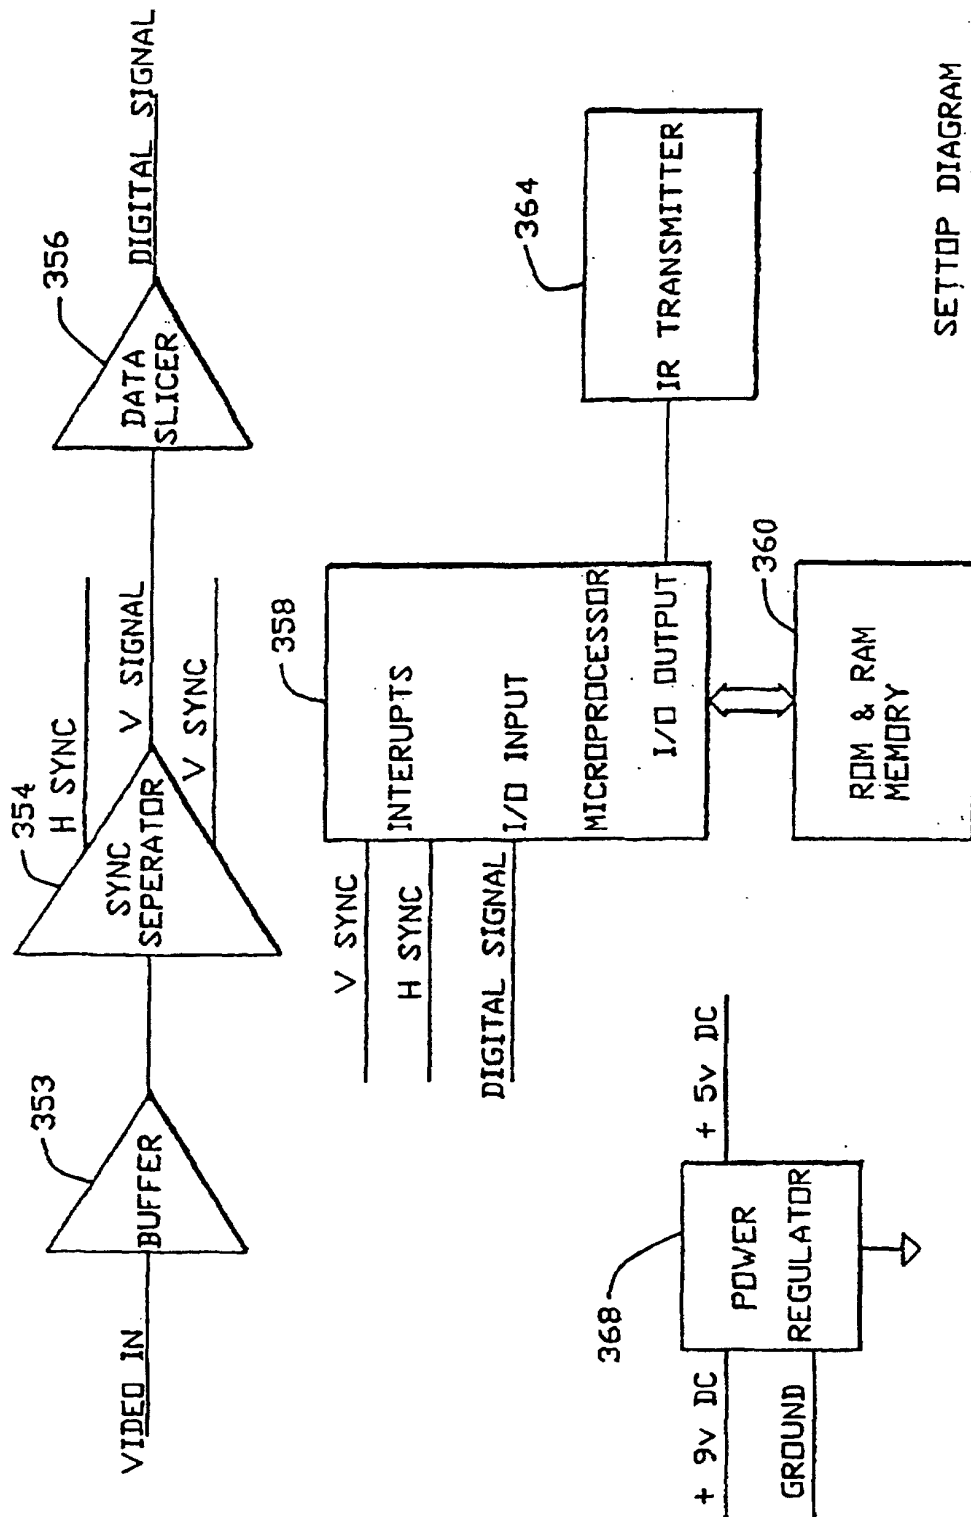 VIDEO IN
BUFFER
353
SYNC
SEPERATOR
354
H SYNC
V SIGNAL
V SYNC
DATA
SLICER
356
DIGITAL SIGNAL
V SYNC
H SYNC
DIGITAL SIGNAL
INTERUPTS
I/O INPUT
MICROPROCESSOR
I/O OUTPUT
358
IR TRANSMITTER
364
ROM & RAM
MEMORY
360
+ 9v DC
GROUND
POWER
REGULATOR
368
+ 5v DC
SETTOP DIAGRAM